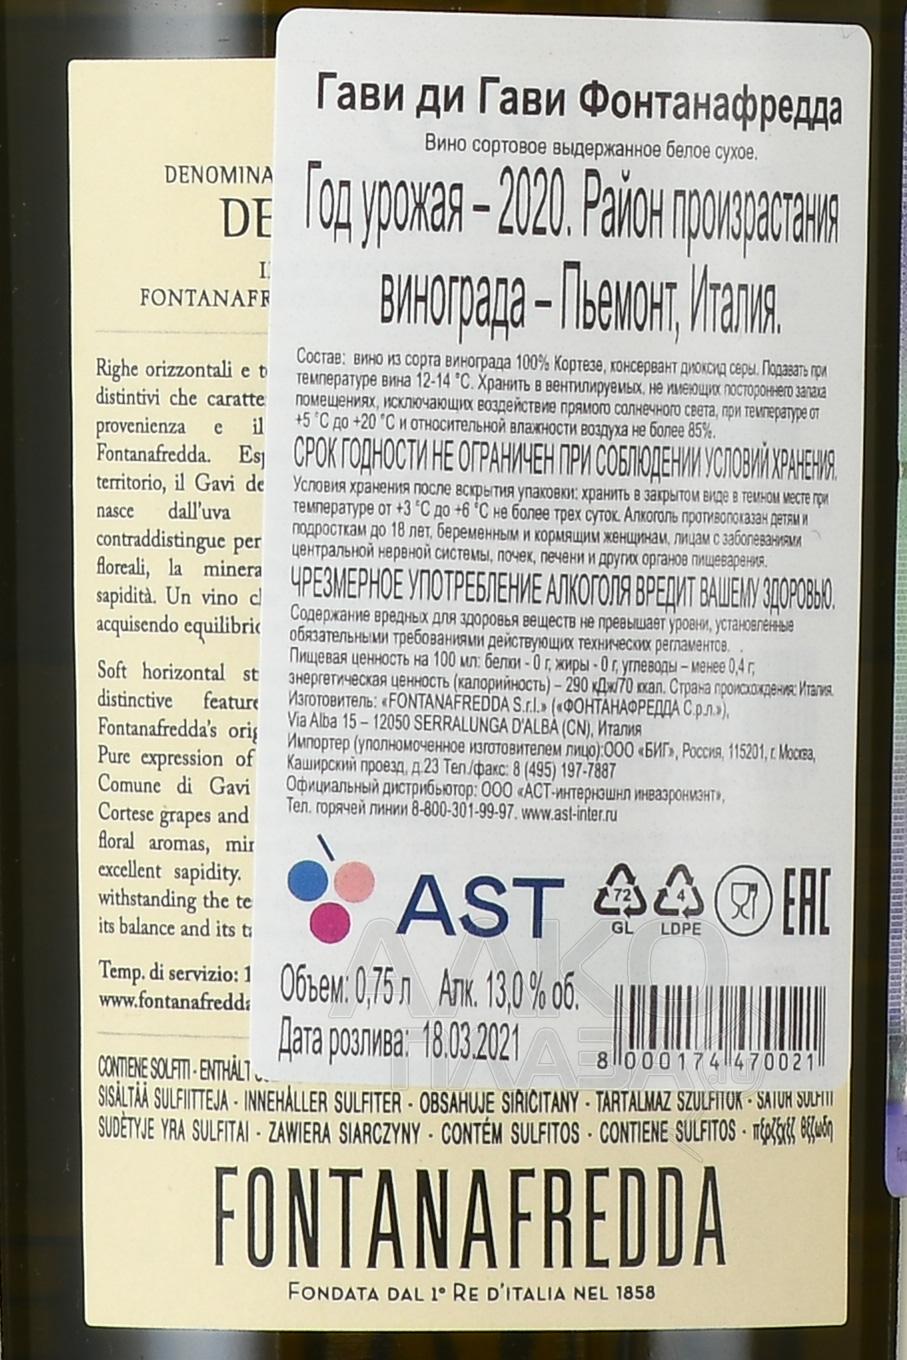 Гави ди Гави Фонтанафредда
Вино сортовое выдержанное белое сухое.
Год урожая – 2020. Район произрастания
винограда – Пьемонт, Италия.
Состав: вино из сорта винограда 100% Кортезе, консервант диоксид серы. Подавать при
температуре вина 12-14 °C. Хранить в вентилируемых, не имеющих постороннего запаха
помещениях, исключающих воздействие прямого солнечного света, при температуре от
+5 °C до +20 °C и относительной влажности воздуха не более 85%.
СРОК ГОДНОСТИ НЕ ОГРАНИЧЕН ПРИ СОБЛЮДЕНИИ УСЛОВИЙ ХРАНЕНИЯ.
Условия хранения после вскрытия упаковки: хранить в закрытом виде в темном месте при
температуре от +3 °C до +6 °C не более трех суток. Алкоголь противопоказан детям и
подросткам до 18 лет, беременным и кормящим женщинам, лицам с заболеваниями
центральной нервной системы, почек, печени и других органов пищеварения.
ЧРЕЗМЕРНОЕ УПОТРЕБЛЕНИЕ АЛКОГОЛЯ ВРЕДИТ ВАШЕМУ ЗДОРОВЬЮ.
Содержание вредных для здоровья веществ не превышает уровни, установленные
обязательными требованиями действующих технических регламентов.
Пищевая ценность на 100 мл: белки - 0 г, жиры - 0 г, углеводы – менее 0,4 г;
энергетическая ценность (калорийность) – 290 кДж/70 ккал. Страна происхождения: Италия.
Изготовитель: «FONTANAFREDDA S.r.l.» («ФОНТАНАФРЕДДА С.р.л.»),
Via Alba 15 – 12050 SERRALUNGA D'ALBA (CN), Италия
Импортер (уполномоченное изготовителем лицо):ООО «БИГ», Россия, 115201, г. Москва,
Каширский проезд, д.23 Тел./факс: 8 (495) 197-7887
Официальный дистрибьютор: ООО «АСТ-интернэшнл инваэронмэнт»,
Тел. горячей линии 8-800-301-99-97. www.ast-inter.ru
AST
72
GL
4
LDPE
EAC
Объем: 0,75 л Алк. 13,0 % об.
Дата розлива: 18.03.2021
8 000174 470021
АЛКО
ПЛАЗА.ru
DENOMINA
DE
FONTANAFR
Righe orizzontali e t
distintivi che caratte
provenienza e il
Fontanafredda. Esp
territorio, il Gavi de
nasce dall'uva
contraddistingue per
floreali, la minera
sapidità. Un vino c
acquisendo equilibrio
Soft horizontal st
distinctive feature
Fontanafredda's orig
Pure expression of
Comune di Gavi
Cortese grapes and
floral aromas, min
excellent sapidity.
withstanding the te
its balance and its ta
Temp. di servizio: 1
www.fontanafredda
CONTIENE SOLFITI - ENTHÄLT
SISÄLTÄÄ SULFIITTEJA - INNEHÅLLER SULFITER - OBSAHUJE SIŘIČITANY - TARTALMAZ SZULFITOK - SATUR SULFITI
SUDĖTYJE YRA SULFITAI - ZAWIERA SIARCZYNY - CONTÉM SULFITOS - CONTIENE SULFITOS -
FONTANAFREDDA
FONDATA DAL 1° RE D'ITALIA NEL 1858